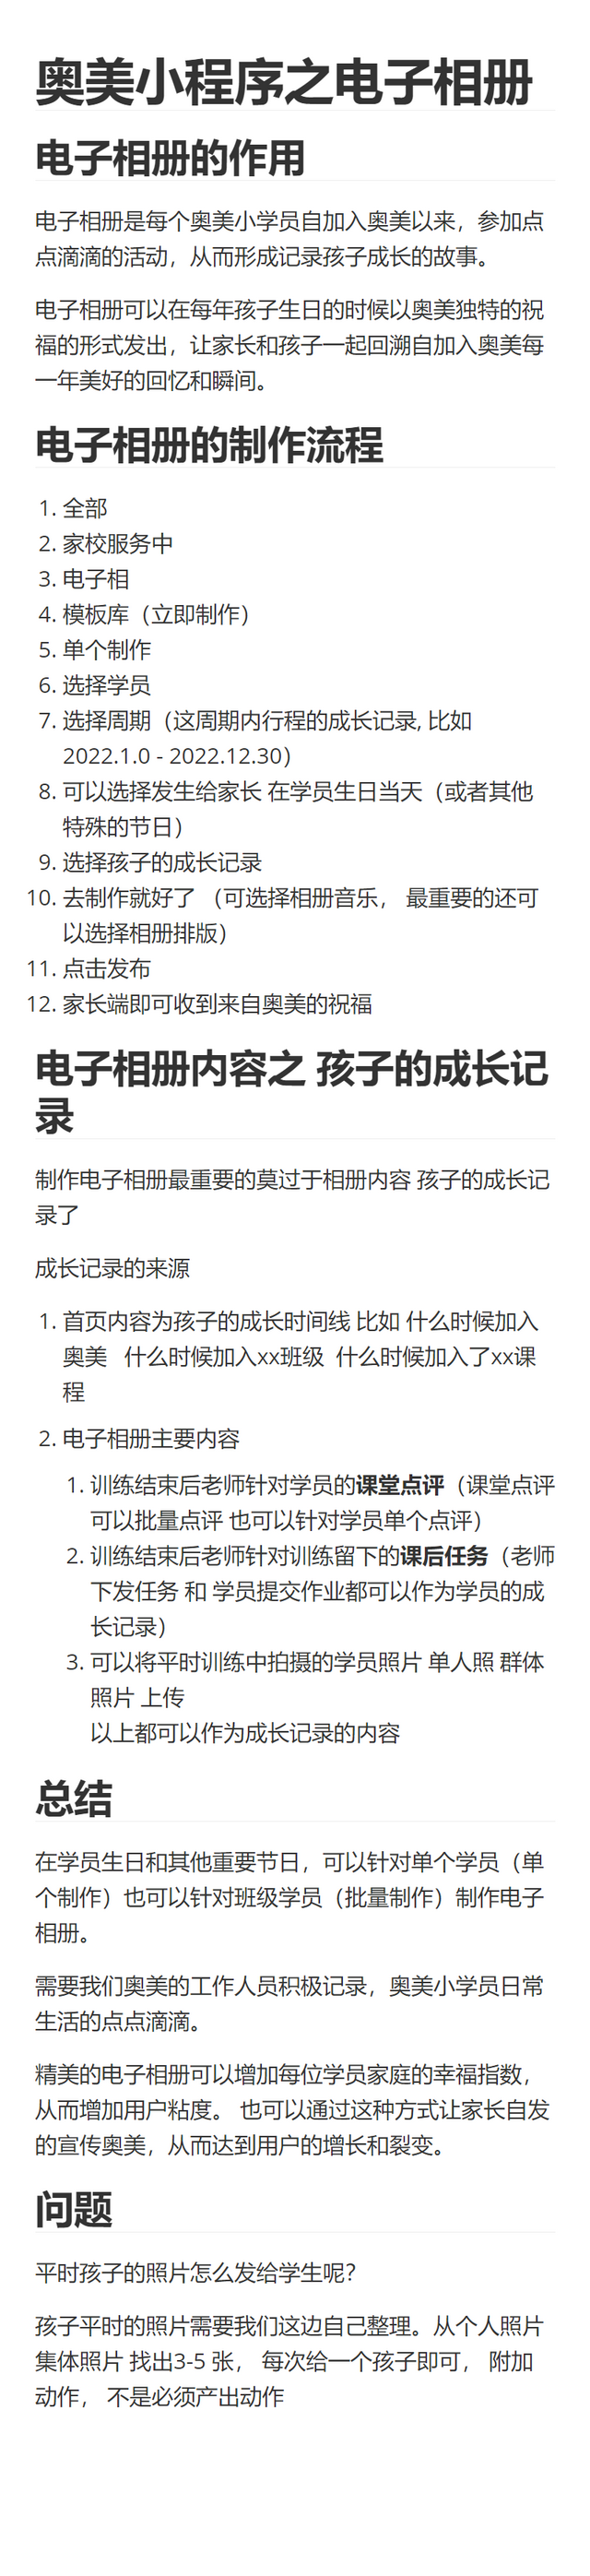 奥美小程序之电子相册
电子相册的作用
电子相册是每个奥美小学员自加入奥美以来，参加点
点滴滴的活动，从而形成记录孩子成长的故事。
电子相册可以在每年孩子生日的时候以奥美独特的祝
福的形式发出，让家长和孩子一起回溯自加入奥美每
一年美好的回忆和瞬间。
电子相册的制作流程
1. 全部
2. 家校服务中
3. 电子相
4. 模板库（立即制作）
5. 单个制作
6. 选择学员
7. 选择周期（这周期内行程的成长记录, 比如
2022.1.0 - 2022.12.30）
8. 可以选择发生给家长 在学员生日当天（或者其他
特殊的节日）
9. 选择孩子的成长记录
10. 去制作就好了 （可选择相册音乐， 最重要的还可
以选择相册排版）
11. 点击发布
12. 家长端即可收到来自奥美的祝福
电子相册内容之 孩子的成长记
录
制作电子相册最重要的莫过于相册内容 孩子的成长记
录了
成长记录的来源
1. 首页内容为孩子的成长时间线 比如 什么时候加入
奥美 什么时候加入xx班级 什么时候加入了xx课
程
2. 电子相册主要内容
1. 训练结束后老师针对学员的课堂点评（课堂点评
可以批量点评 也可以针对学员单个点评）
2. 训练结束后老师针对训练留下的课后任务（老师
下发任务 和 学员提交作业都可以作为学员的成
长记录）
3. 可以将平时训练中拍摄的学员照片 单人照 群体
照片 上传
以上都可以作为成长记录的内容
总结
在学员生日和其他重要节日，可以针对单个学员（单
个制作）也可以针对班级学员（批量制作）制作电子
相册。
需要我们奥美的工作人员积极记录，奥美小学员日常
生活的点点滴滴。
精美的电子相册可以增加每位学员家庭的幸福指数，
从而增加用户粘度。 也可以通过这种方式让家长自发
的宣传奥美，从而达到用户的增长和裂变。
问题
平时孩子的照片怎么发给学生呢？
孩子平时的照片需要我们这边自己整理。从个人照片
集体照片 找出3-5 张， 每次给一个孩子即可， 附加
动作， 不是必须产出动作